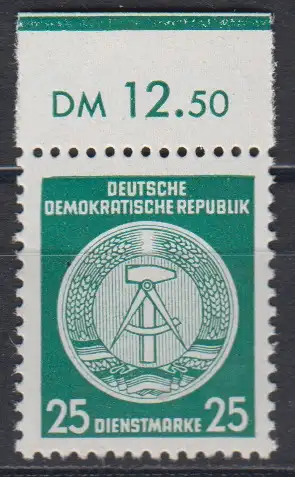 DM 12.50
DEUTSCHE
DEMOKRATISCHE REPUBLIK
25 DIENSTMARKE 25